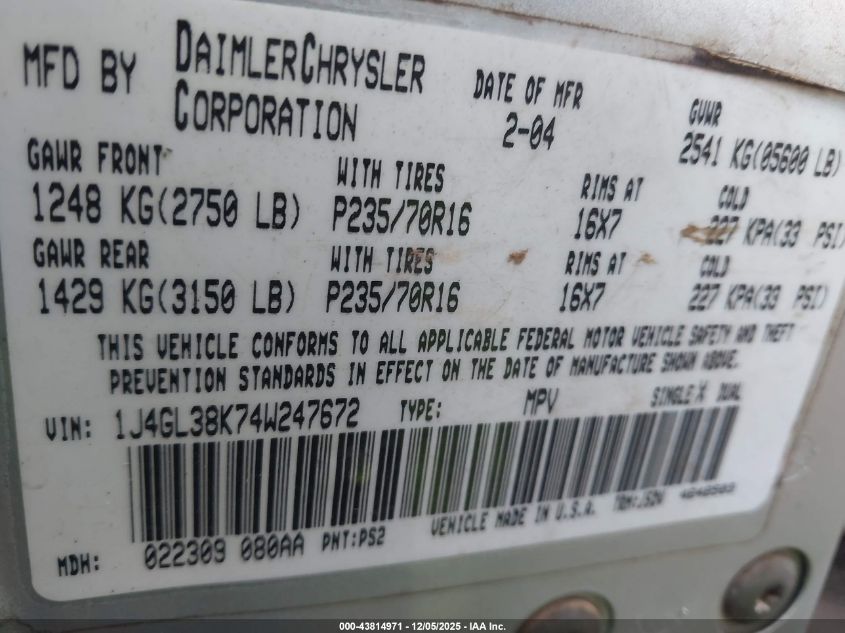 MFD BY DAIMLERCHRYSLER CORPORATION
DATE OF MFR 2-04
GVWR 2541 KG(05600 LB)
GAWR FRONT WITH TIRES RIMS AT COLD
1248 KG(2750 LB) P235/70R16 16X7 227 KPA(33 PSI)
GAWR REAR WITH TIRES RIMS AT COLD
1429 KG(3150 LB) P235/70R16 16X7 227 KPA(33 PSI)
THIS VEHICLE CONFORMS TO ALL APPLICABLE FEDERAL MOTOR VEHICLE SAFETY AND THEFT
PREVENTION STANDARDS IN EFFECT ON THE DATE OF MANUFACTURE SHOWN ABOVE.
VIN: 1J4GL38K74W247672 TYPE: MPV SINGLE-X DUAL
VEHICLE MADE IN U.S.A.
MDH: 022309 080AA PNT:PS2
000-43814971 - 12/05/2025 - IAA Inc.